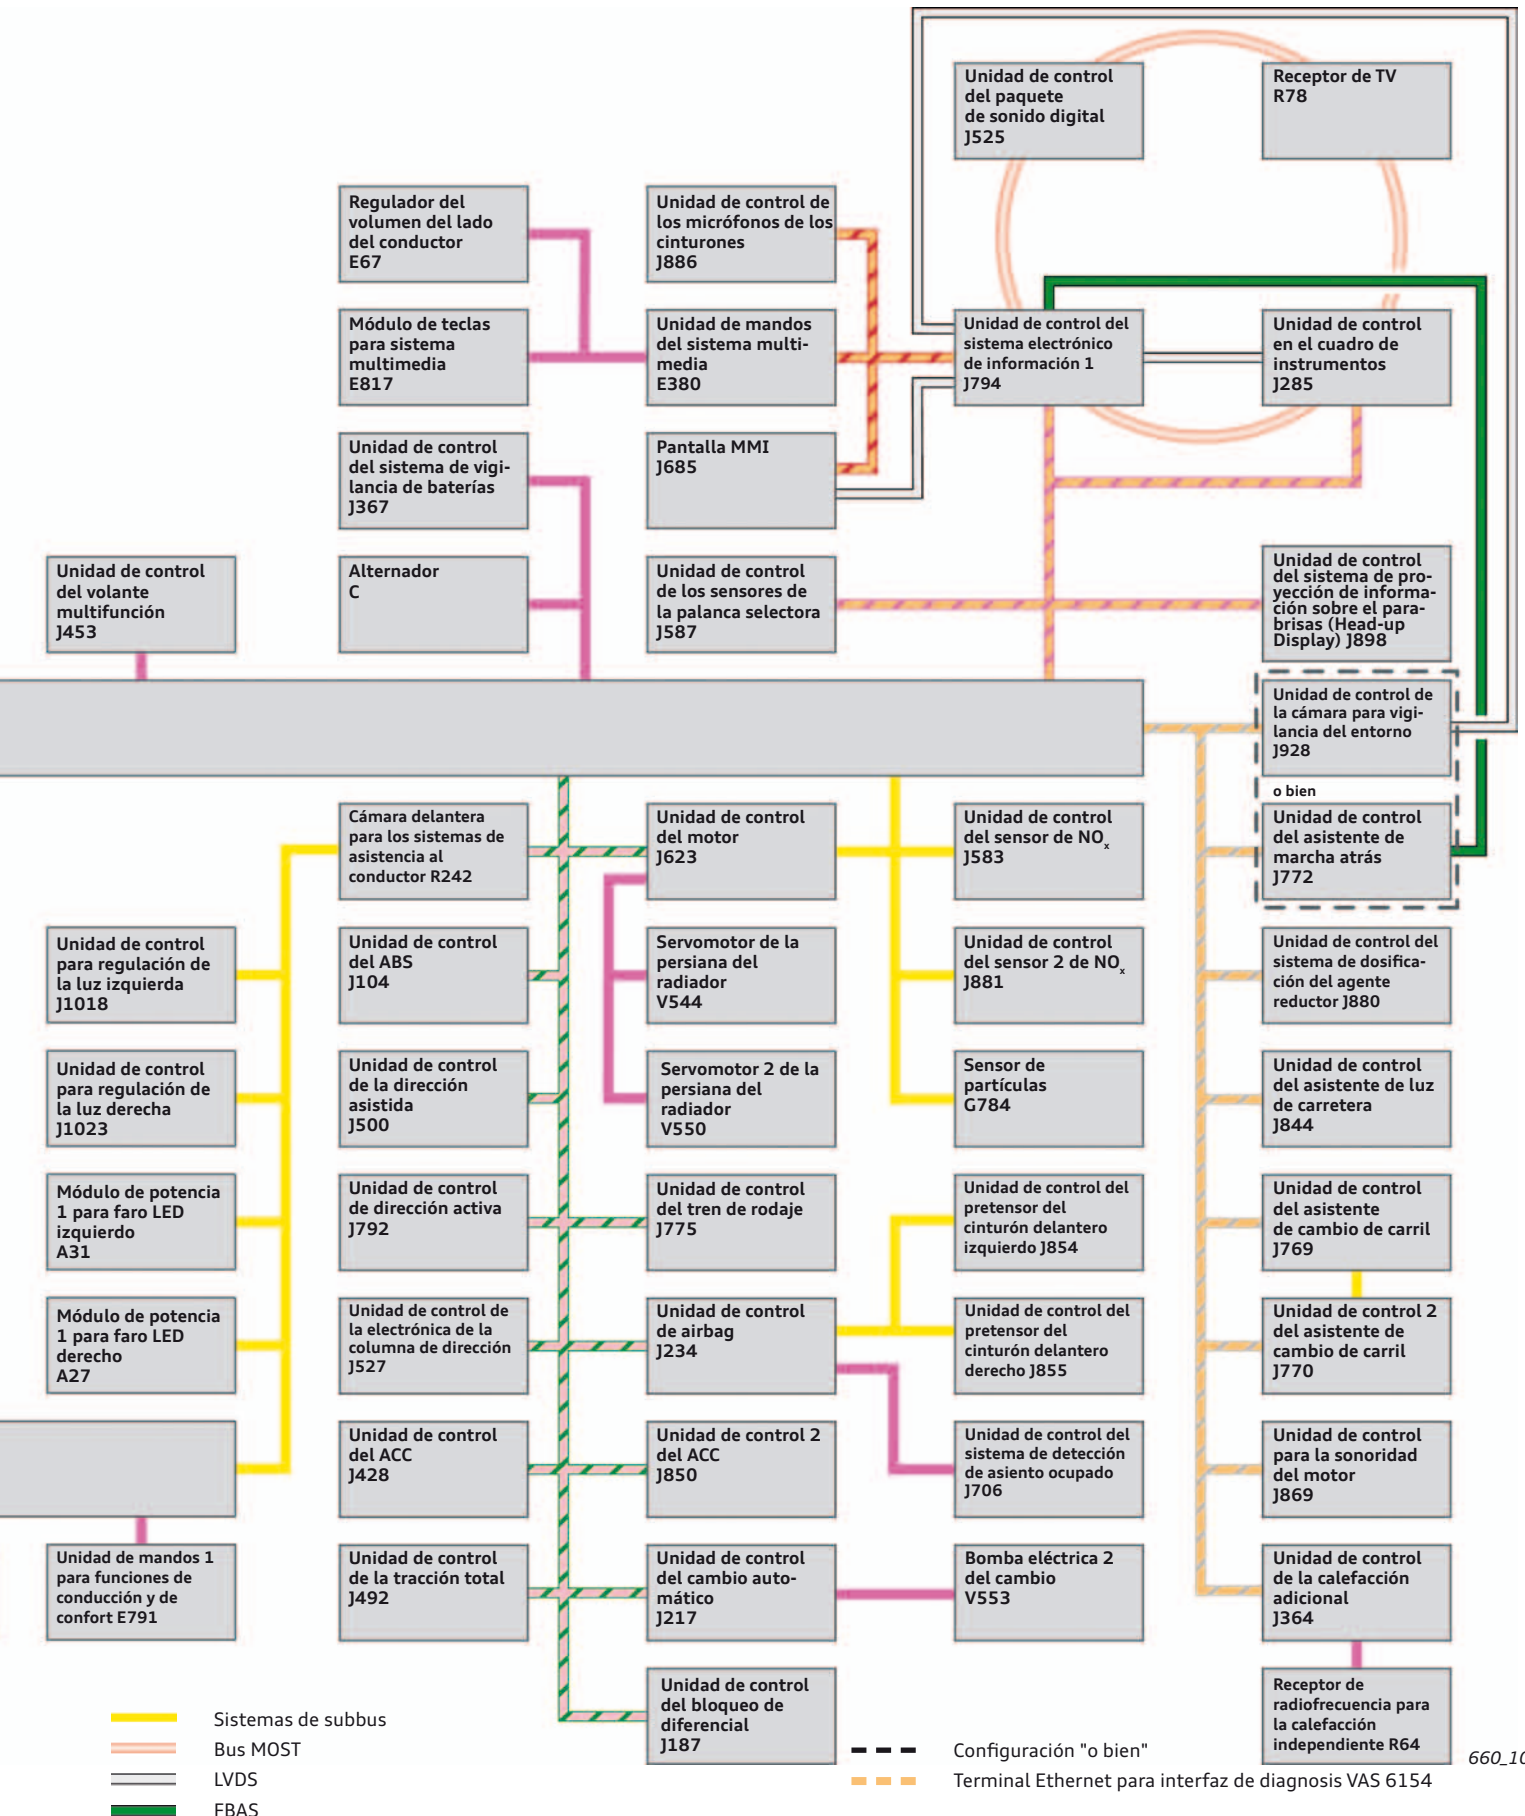 Unidad de control
del paquete
de sonido digital
J525
Receptor de TV
R78
Regulador del
volumen del lado
del conductor
E67
Unidad de control de
los micrófonos de los
cinturones
J886
Módulo de teclas
para sistema
multimedia
E817
Unidad de mandos
del sistema multi-
media
E380
Unidad de control del
sistema electrónico
de información 1
J794
Unidad de control
en el cuadro de
instrumentos
J285
Unidad de control
del sistema de vigi-
lancia de baterías
J367
Pantalla MMI
J685
Unidad de control
del volante
multifunción
J453
Alternador
C
Unidad de control
de los sensores de
la palanca selectora
J587
Unidad de control
del sistema de pro-
yección de informa-
ción sobre el para-
brisas (Head-up
Display) J898
Unidad de control de
la cámara para vigi-
lancia del entorno
J928
o bien
Cámara delantera
para los sistemas de
asistencia al
conductor R242
Unidad de control
del motor
J623
Unidad de control
del sensor de NOx
J583
Unidad de control
del asistente de
marcha atrás
J772
Unidad de control
para regulación de
la luz izquierda
J1018
Unidad de control
del ABS
J104
Servomotor de la
persiana del
radiador
V544
Unidad de control
del sensor 2 de NOx
J881
Unidad de control del
sistema de dosifica-
ción del agente
reductor J880
Unidad de control
para regulación de
la luz derecha
J1023
Unidad de control
de la dirección
asistida
J500
Servomotor 2 de la
persiana del
radiador
V550
Sensor de
partículas
G784
Unidad de control
del asistente de luz
de carretera
J844
Módulo de potencia
1 para faro LED
izquierdo
A31
Unidad de control
de dirección activa
J792
Unidad de control
del tren de rodaje
J775
Unidad de control del
pretensor del
cinturón delantero
izquierdo J854
Unidad de control
del asistente
de cambio de carril
J769
Módulo de potencia
1 para faro LED
derecho
A27
Unidad de control de
la electrónica de la
columna de dirección
J527
Unidad de control
de airbag
J234
Unidad de control del
pretensor del
cinturón delantero
derecho J855
Unidad de control 2
del asistente de
cambio de carril
J770
Unidad de control
del ACC
J428
Unidad de control 2
del ACC
J850
Unidad de control del
sistema de detección
de asiento ocupado
J706
Unidad de control
para la sonoridad
del motor
J869
Unidad de mandos 1
para funciones de
conducción y de
confort E791
Unidad de control
de la tracción total
J492
Unidad de control
del cambio auto-
mático
J217
Bomba eléctrica 2
del cambio
V553
Unidad de control
de la calefacción
adicional
J364
Unidad de control
del bloqueo de
diferencial
J187
Receptor de
radiofrecuencia para
la calefacción
independiente R64
Sistemas de subbus
Bus MOST
LVDS
FBAS
Configuración "o bien"
Terminal Ethernet para interfaz de diagnosis VAS 6154
660_10